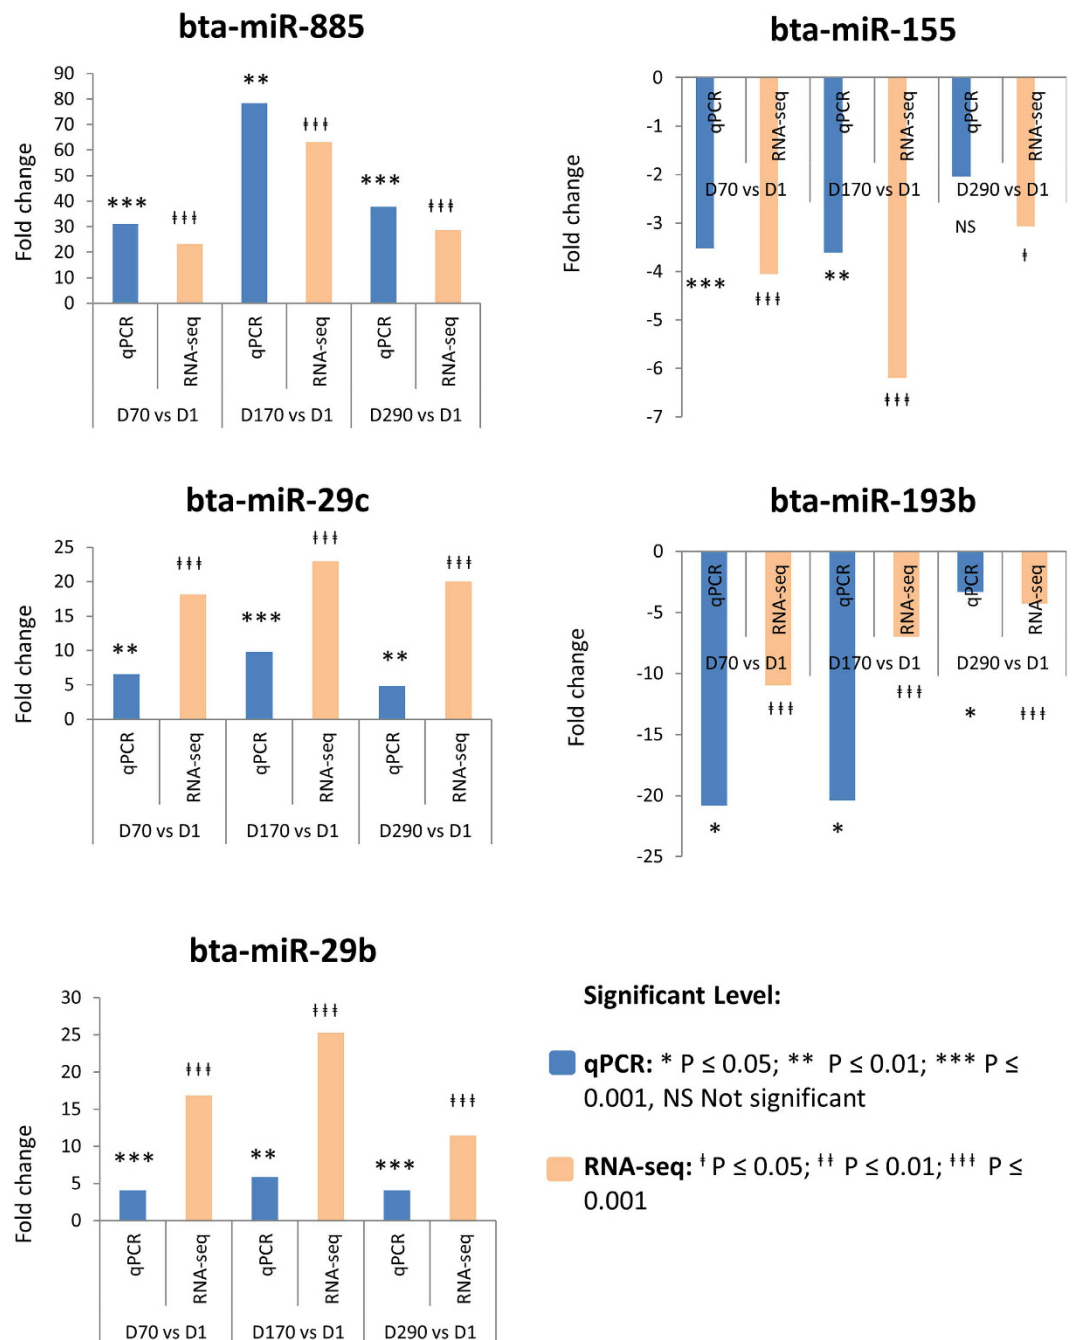 bta-miR-885
Fold change
90
80
70
60
50
40
30
20
10
0
***
ǂǂǂ
**
ǂǂǂ
***
ǂǂǂ
qPCR
RNA-seq
qPCR
RNA-seq
qPCR
RNA-seq
D70 vs D1
D170 vs D1
D290 vs D1
bta-miR-155
Fold change
0
-1
-2
-3
-4
-5
-6
-7
qPCR
RNA-seq
qPCR
RNA-seq
qPCR
RNA-seq
D70 vs D1
D170 vs D1
D290 vs D1
***
ǂǂǂ
**
ǂǂǂ
NS
ǂ
bta-miR-29c
Fold change
25
20
15
10
5
0
**
ǂǂǂ
***
ǂǂǂ
**
ǂǂǂ
qPCR
RNA-seq
qPCR
RNA-seq
qPCR
RNA-seq
D70 vs D1
D170 vs D1
D290 vs D1
bta-miR-193b
Fold change
0
-5
-10
-15
-20
-25
qPCR
RNA-seq
qPCR
RNA-seq
qPCR
RNA-seq
D70 vs D1
D170 vs D1
D290 vs D1
*
ǂǂǂ
*
ǂǂǂ
*
ǂǂǂ
bta-miR-29b
Fold change
30
25
20
15
10
5
0
***
ǂǂǂ
**
ǂǂǂ
***
ǂǂǂ
qPCR
RNA-seq
qPCR
RNA-seq
qPCR
RNA-seq
D70 vs D1
D170 vs D1
D290 vs D1
Significant Level:
qPCR: * P ≤ 0.05; ** P ≤ 0.01; *** P ≤
0.001, NS Not significant
RNA-seq: ǂ P ≤ 0.05; ǂǂ P ≤ 0.01; ǂǂǂ P ≤
0.001